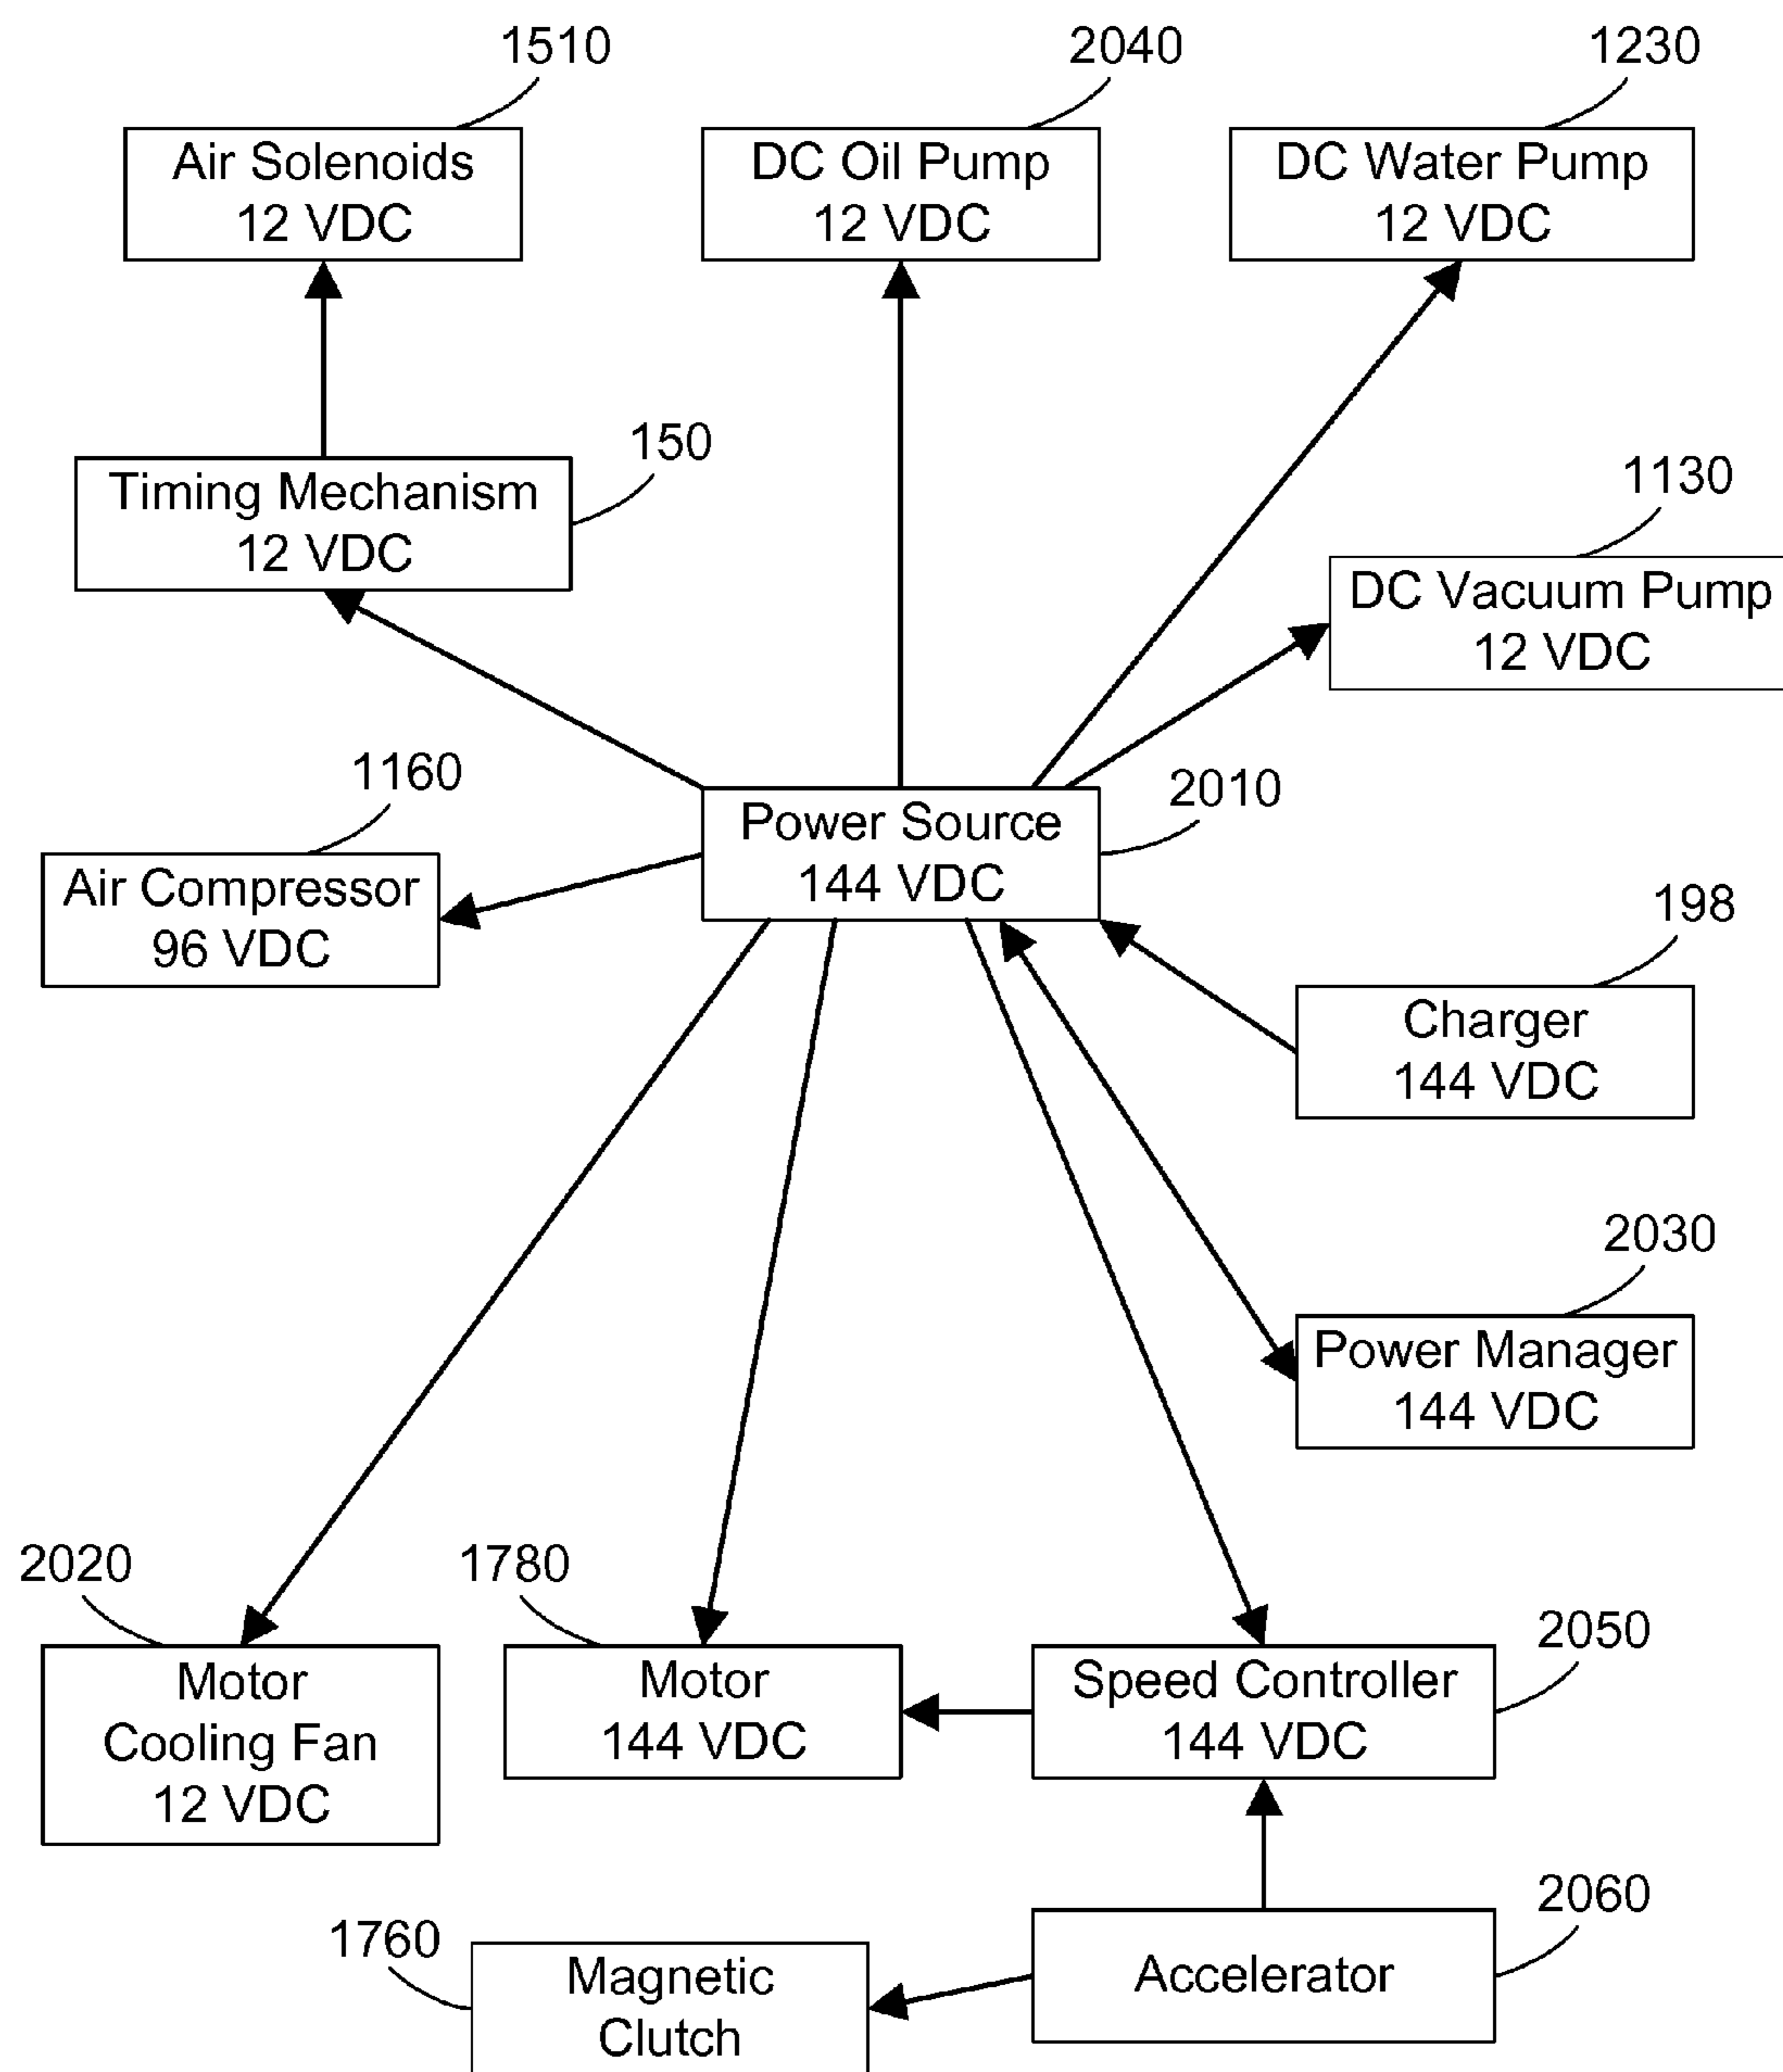 1510
2040
1230
Air Solenoids
12 VDC
DC Oil Pump
12 VDC
DC Water Pump
12 VDC
150
Timing Mechanism
12 VDC
1130
DC Vacuum Pump
12 VDC
1160
2010
Power Source
144 VDC
Air Compressor
96 VDC
198
Charger
144 VDC
2030
Power Manager
144 VDC
2020
1780
2050
Motor
Cooling Fan
12 VDC
Motor
144 VDC
Speed Controller
144 VDC
2060
1760
Accelerator
Magnetic
Clutch